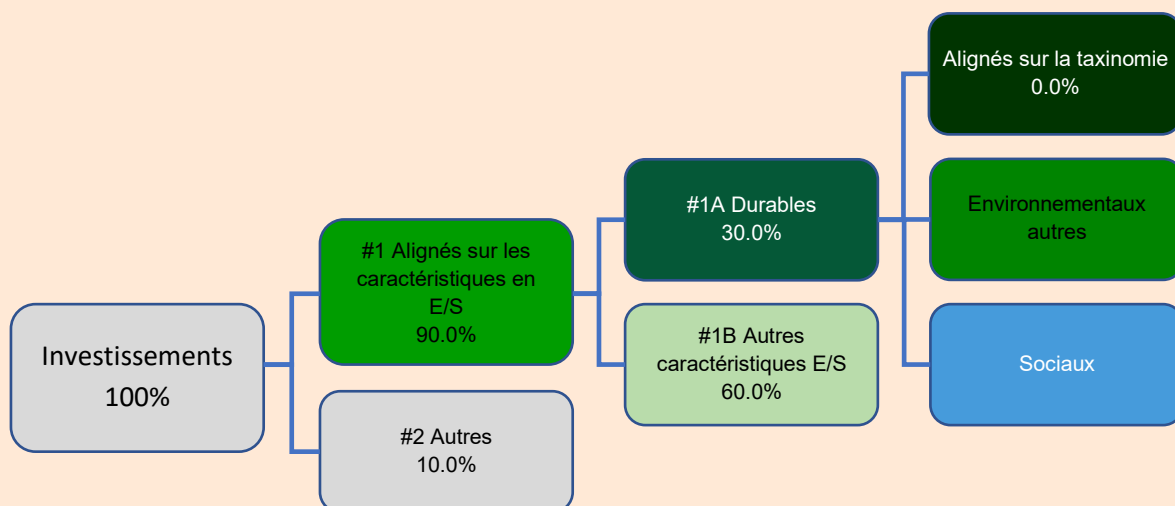 Investissements
100%
#1 Alignés sur les
caractéristiques en
E/S
90.0%
#2 Autres
10.0%
#1A Durables
30.0%
#1B Autres
caractéristiques E/S
60.0%
Alignés sur la taxinomie
0.0%
Environnementaux
autres
Sociaux